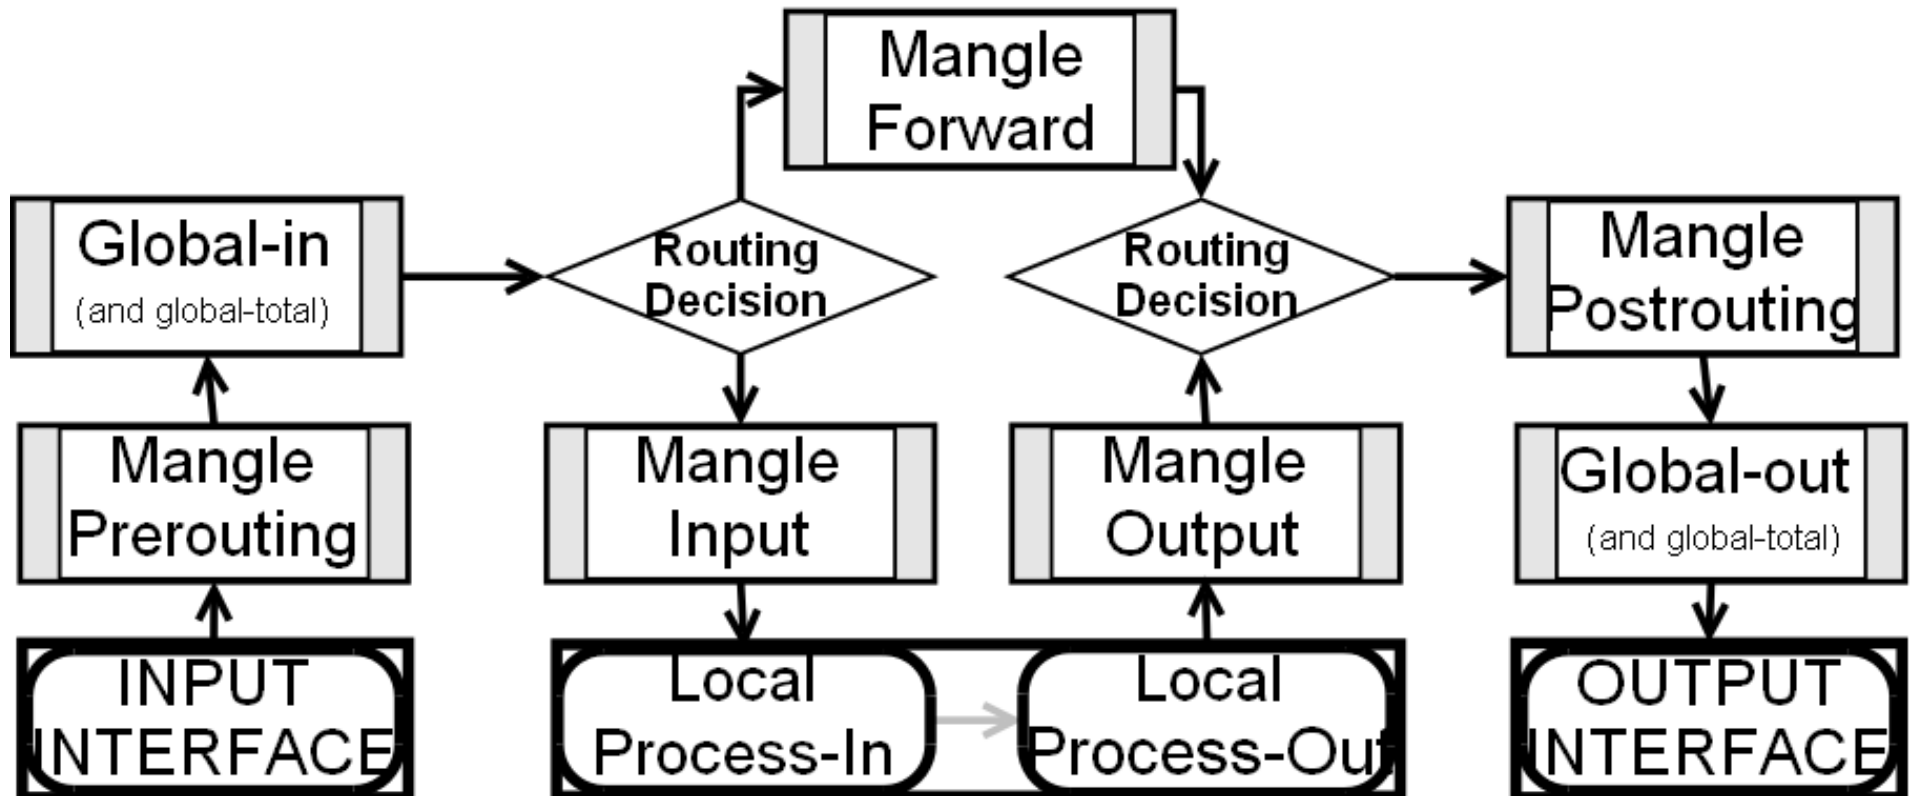 Mangle
Forward
Global-in
(and global-total)
Routing
Decision
Routing
Decision
Mangle
Postrouting
Mangle
Prerouting
Mangle
Input
Mangle
Output
Global-out
(and global-total)
INPUT
INTERFACE
Local
Process-In
Local
Process-Out
OUTPUT
INTERFACE